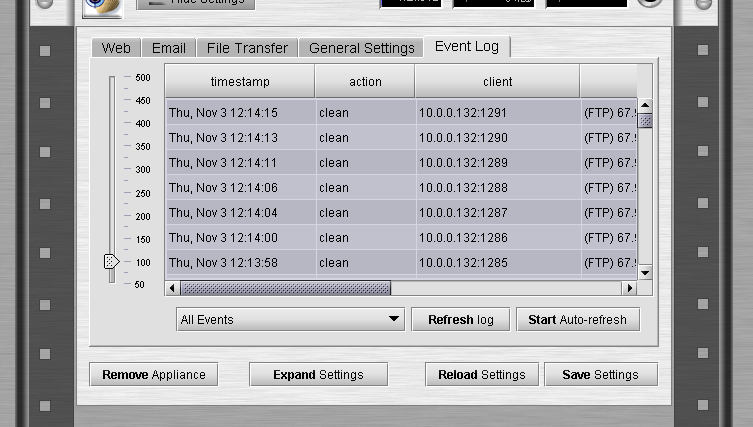 Hide Settings
Web Email File Transfer General Settings Event Log
500
450
400
350
300
250
200
150
100
50
timestamp action client
Thu, Nov 3 12:14:15 clean 10.0.0.132:1291 (FTP) 67.9
Thu, Nov 3 12:14:13 clean 10.0.0.132:1290 (FTP) 67.9
Thu, Nov 3 12:14:11 clean 10.0.0.132:1289 (FTP) 67.9
Thu, Nov 3 12:14:06 clean 10.0.0.132:1288 (FTP) 67.9
Thu, Nov 3 12:14:04 clean 10.0.0.132:1287 (FTP) 67.9
Thu, Nov 3 12:14:00 clean 10.0.0.132:1286 (FTP) 67.9
Thu, Nov 3 12:13:58 clean 10.0.0.132:1285 (FTP) 67.9
All Events Refresh log Start Auto-refresh
Remove Appliance Expand Settings Reload Settings Save Settings